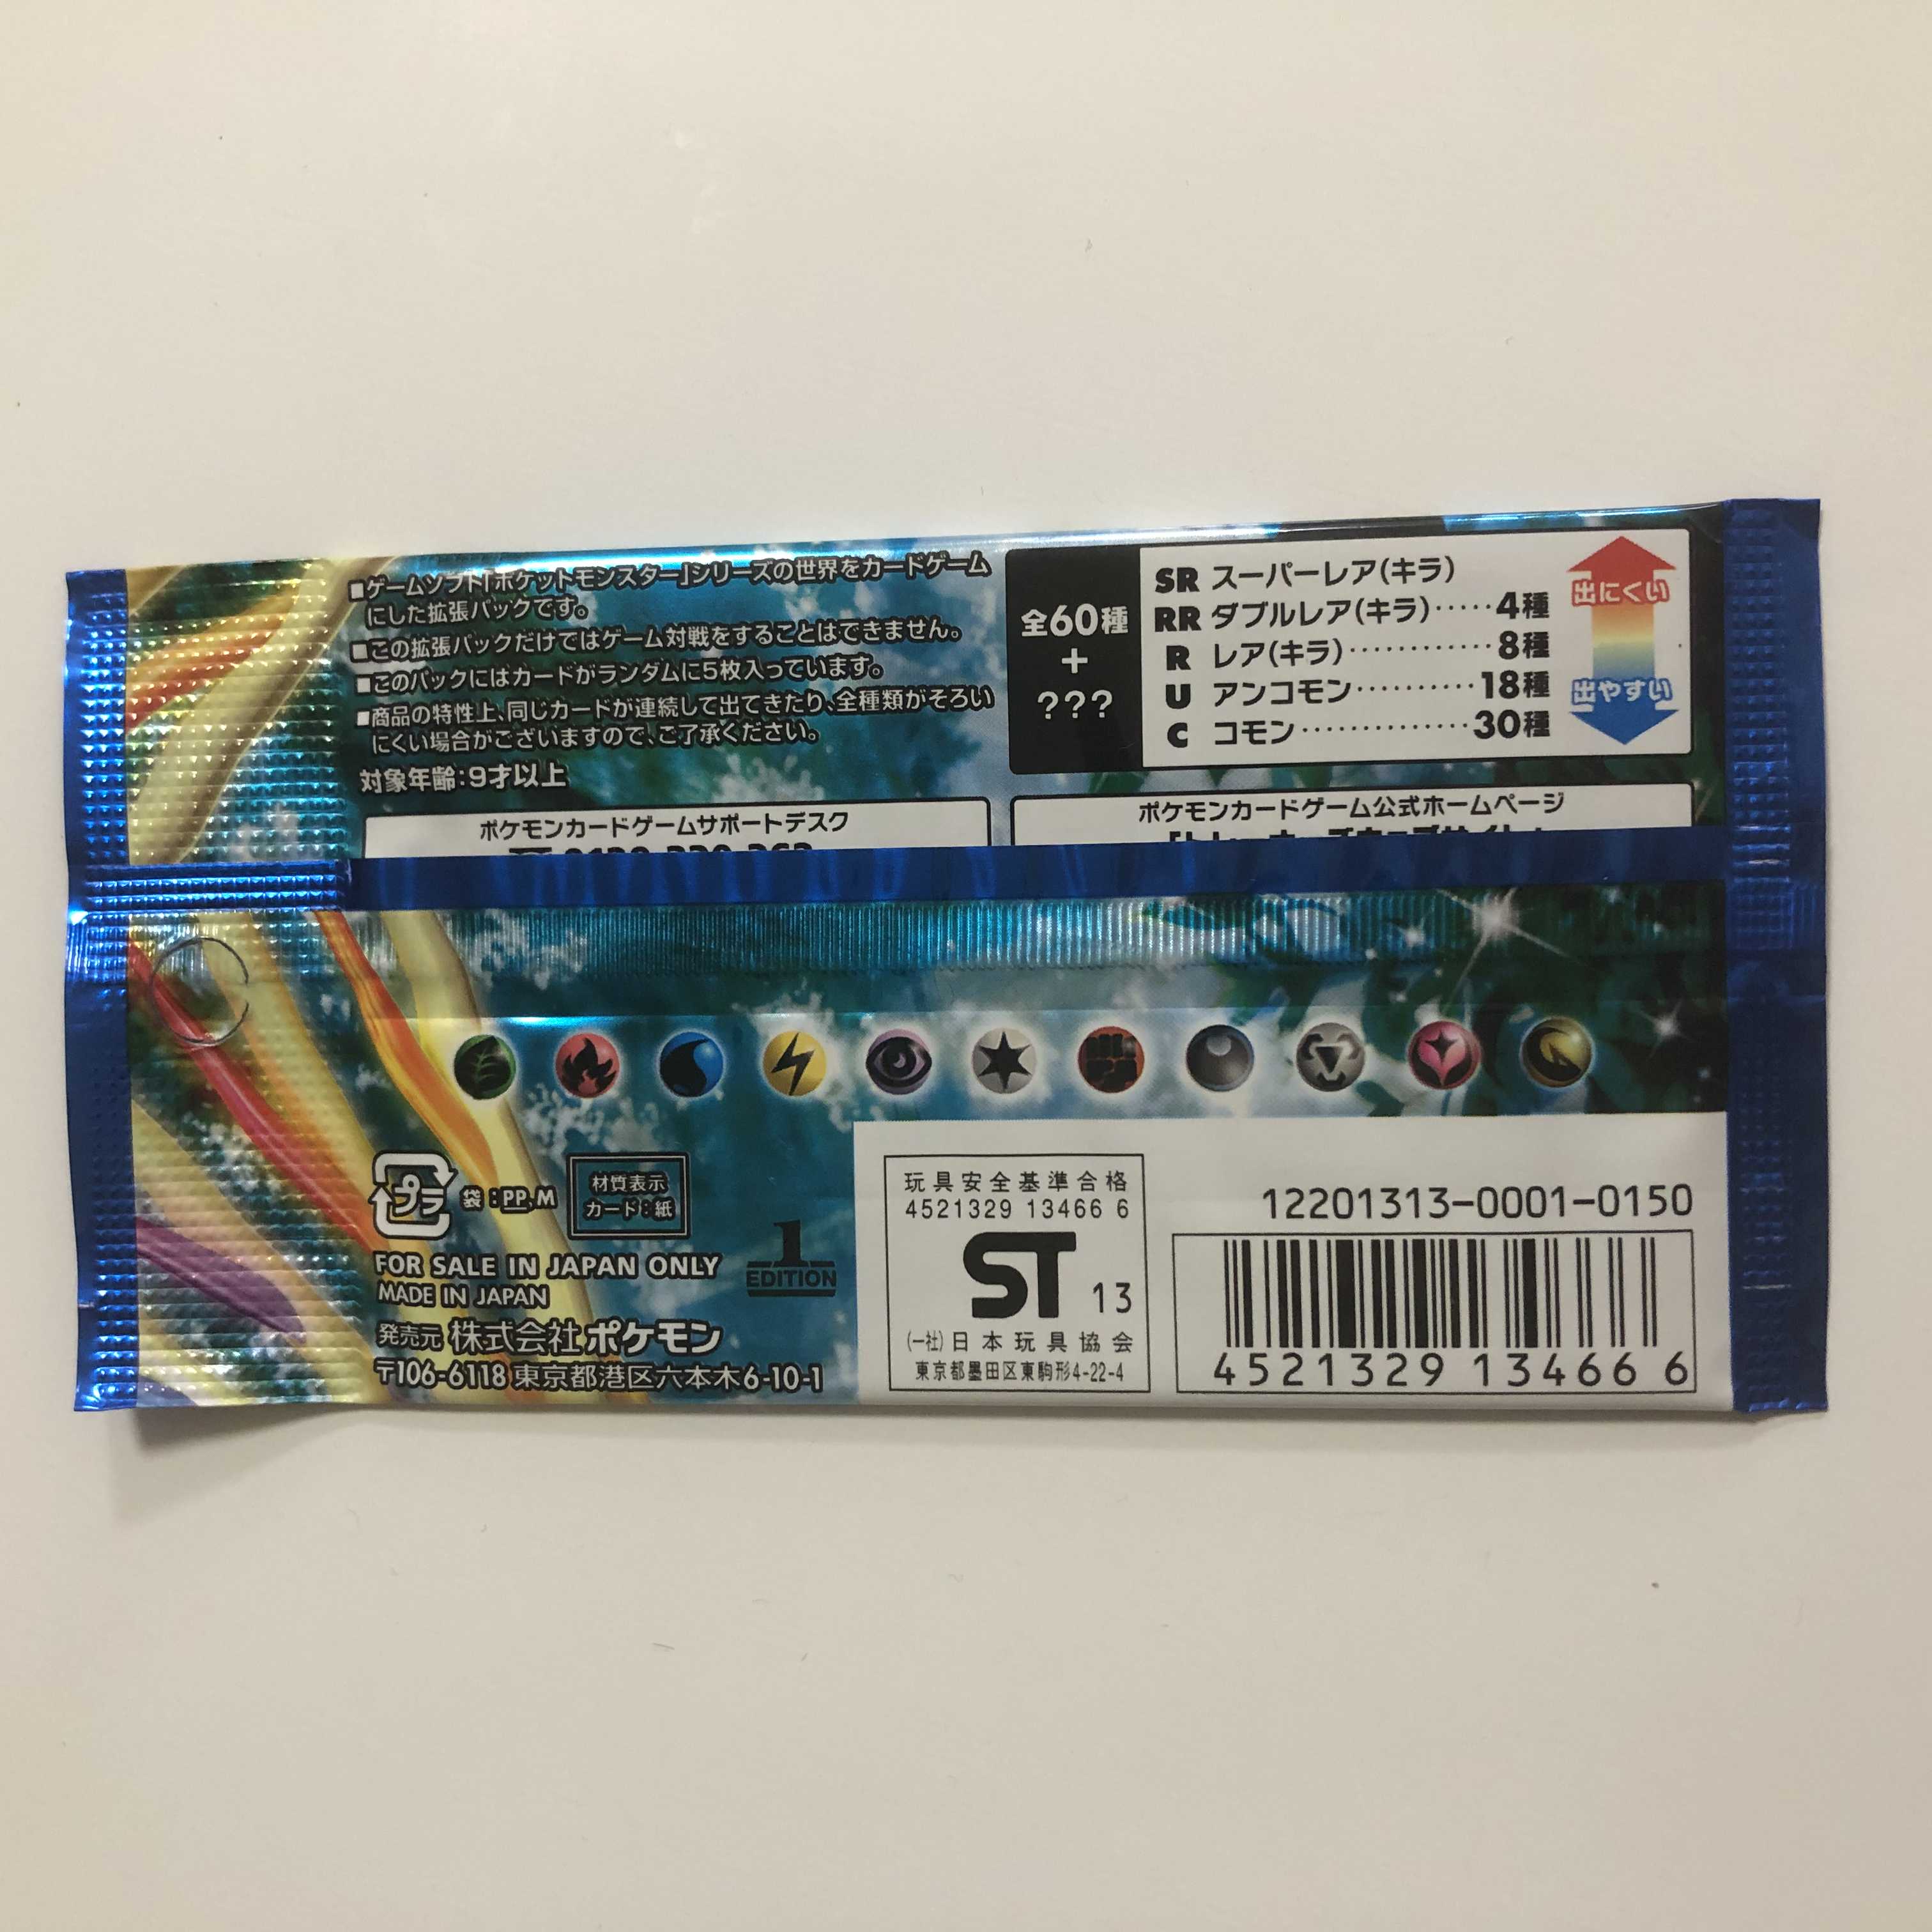 ■ゲームソフト「ポケットモンスター」シリーズの世界をカードゲーム
にした拡張パックです。
■この拡張パックだけではゲーム対戦をすることはできません。
■このパックにはカードがランダムに5枚入っています。
■商品の特性上、同じカードが連続して出てきたり、全種類がそろい
にくい場合がございますので、ご了承ください。
対象年齢：9才以上
全60種
+
???
SR スーパーレア(キラ)
RR ダブルレア(キラ)‥‥‥4種
R レア(キラ)‥‥‥‥‥‥8種
U アンコモン‥‥‥‥‥18種
C コモン‥‥‥‥‥‥‥‥30種
出にくい
出やすい
ポケモンカードゲームサポートデスク
ポケモンカードゲーム公式ホームページ
プラ
袋：PP,M
材質表示
カード：紙
FOR SALE IN JAPAN ONLY
MADE IN JAPAN
1
EDITION
発売元 株式会社ポケモン
〒106-6118 東京都港区六本木6-10-1
玩具安全基準合格
4521329 13466 6
ST 13
(一社)日本玩具協会
東京都墨田区東駒形4-22-4
12201313-0001-0150
4521329 134666